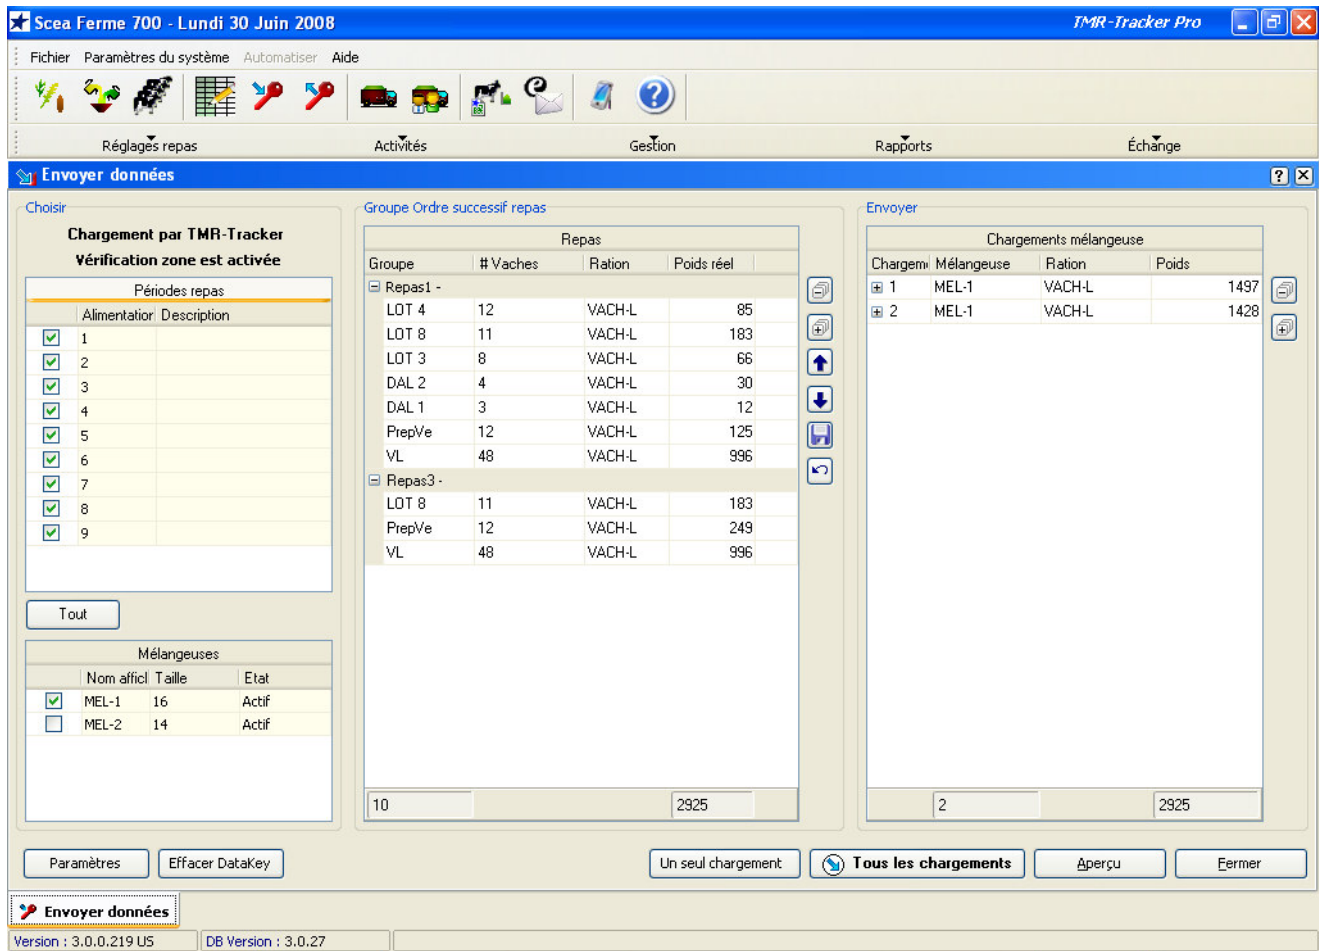 Scea Ferme 700 - Lundi 30 Juin 2008 TMR-Tracker Pro
Fichier Paramètres du système Automatiser Aide
Réglages repas Activités Gestion Rapports Échange
Envoyer données
Choisir
Chargement par TMR-Tracker
Vérification zone est activée
Périodes repas
Alimentatior Description
1
2
3
4
5
6
7
8
9
Tout
Mélangeuses
Nom afficl Taille Etat
MEL-1 16 Actif
MEL-2 14 Actif
Groupe Ordre successif repas
Repas
Groupe # Vaches Ration Poids réel
Repas1 -
LOT 4 12 VACH-L 85
LOT 8 11 VACH-L 183
LOT 3 8 VACH-L 66
DAL 2 4 VACH-L 30
DAL 1 3 VACH-L 12
PrepVe 12 VACH-L 125
VL 48 VACH-L 996
Repas3 -
LOT 8 11 VACH-L 183
PrepVe 12 VACH-L 249
VL 48 VACH-L 996
10 2925
Envoyer
Chargements mélangeuse
Chargem Mélangeuse Ration Poids
1 MEL-1 VACH-L 1497
2 MEL-1 VACH-L 1428
2 2925
Paramètres Effacer DataKey Un seul chargement Tous les chargements Aperçu Fermer
Envoyer données
Version : 3.0.0.219 US DB Version : 3.0.27